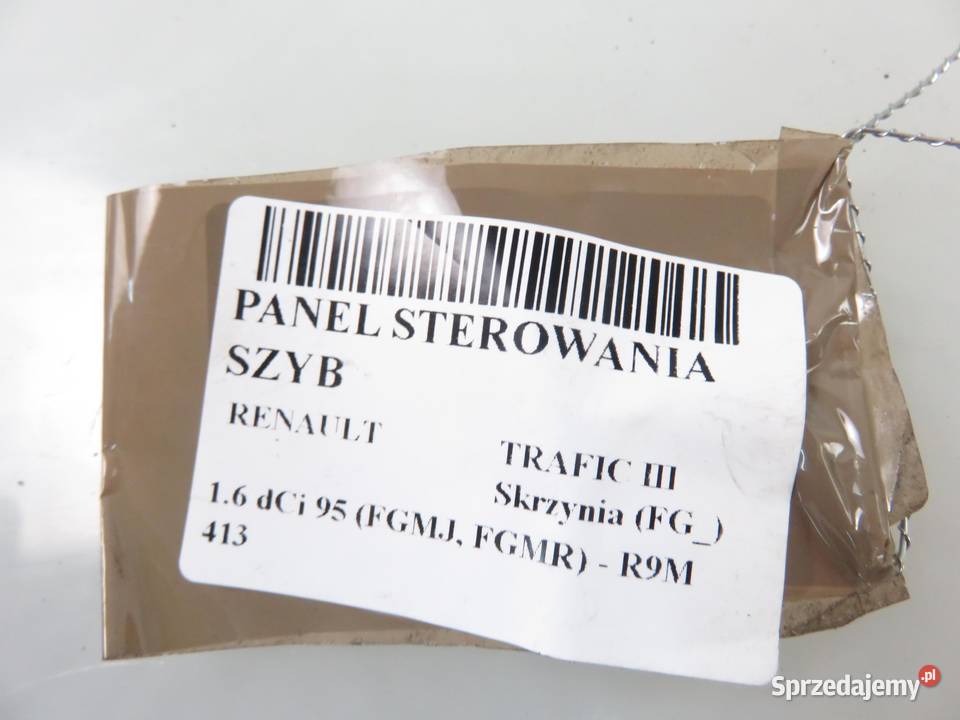 PANEL STEROWANIA
SZYB
RENAULT
TRAFIC III
Skrzynia (FG_)
1.6 dCi 95 (FGMJ, FGMR) - R9M
413
Sprzedajemy.pl